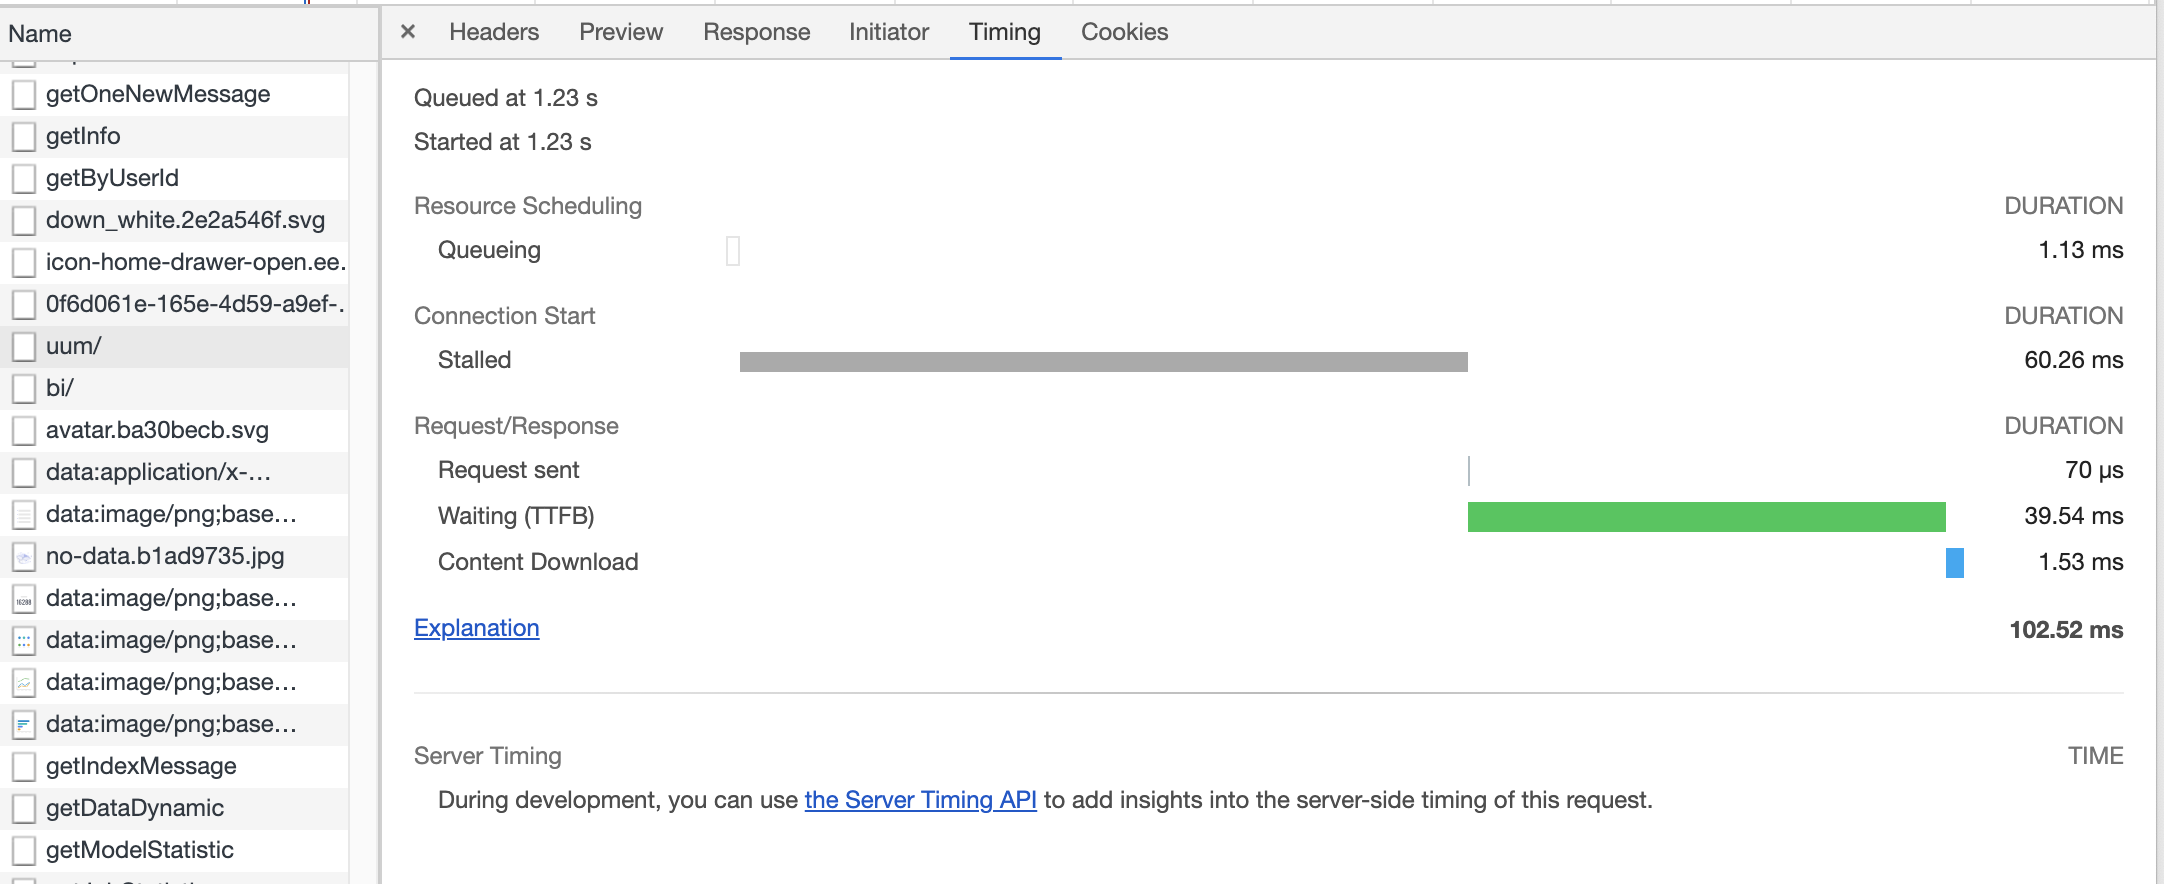 Name
× Headers Preview Response Initiator Timing Cookies
getOneNewMessage
getInfo
getByUserId
down_white.2e2a546f.svg
icon-home-drawer-open.ee.
0f6d061e-165e-4d59-a9ef-.
uum/
bi/
avatar.ba30becb.svg
data:application/x-…
data:image/png;base…
no-data.b1ad9735.jpg
data:image/png;base…
data:image/png;base…
data:image/png;base…
data:image/png;base…
getIndexMessage
getDataDynamic
getModelStatistic
Queued at 1.23 s
Started at 1.23 s
Resource Scheduling DURATION
Queueing 1.13 ms
Connection Start DURATION
Stalled 60.26 ms
Request/Response DURATION
Request sent 70 μs
Waiting (TTFB) 39.54 ms
Content Download 1.53 ms
Explanation 102.52 ms
Server Timing TIME
During development, you can use the Server Timing API to add insights into the server-side timing of this request.